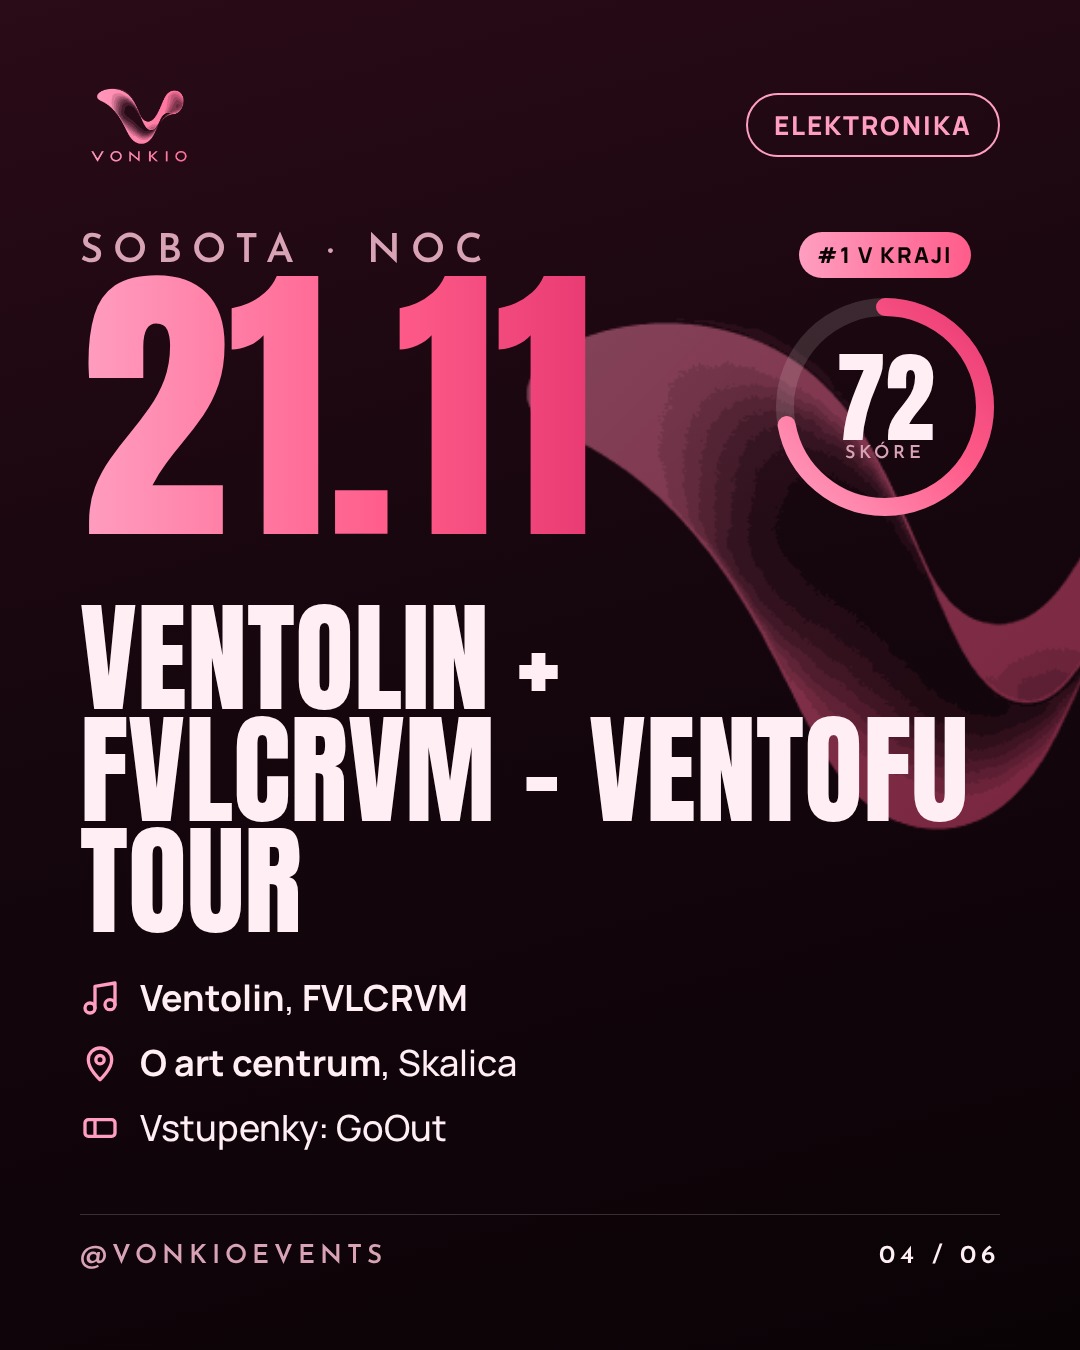 VONKIO
ELEKTRONIKA
SOBOTA · NOC
#1 V KRAJI
21.11
72
SKÓRE
VENTOLIN +
FVLCRVM - VENTOFU
TOUR
Ventolin, FVLCRVM
O art centrum, Skalica
Vstupenky: GoOut
@VONKIOEVENTS
04 / 06